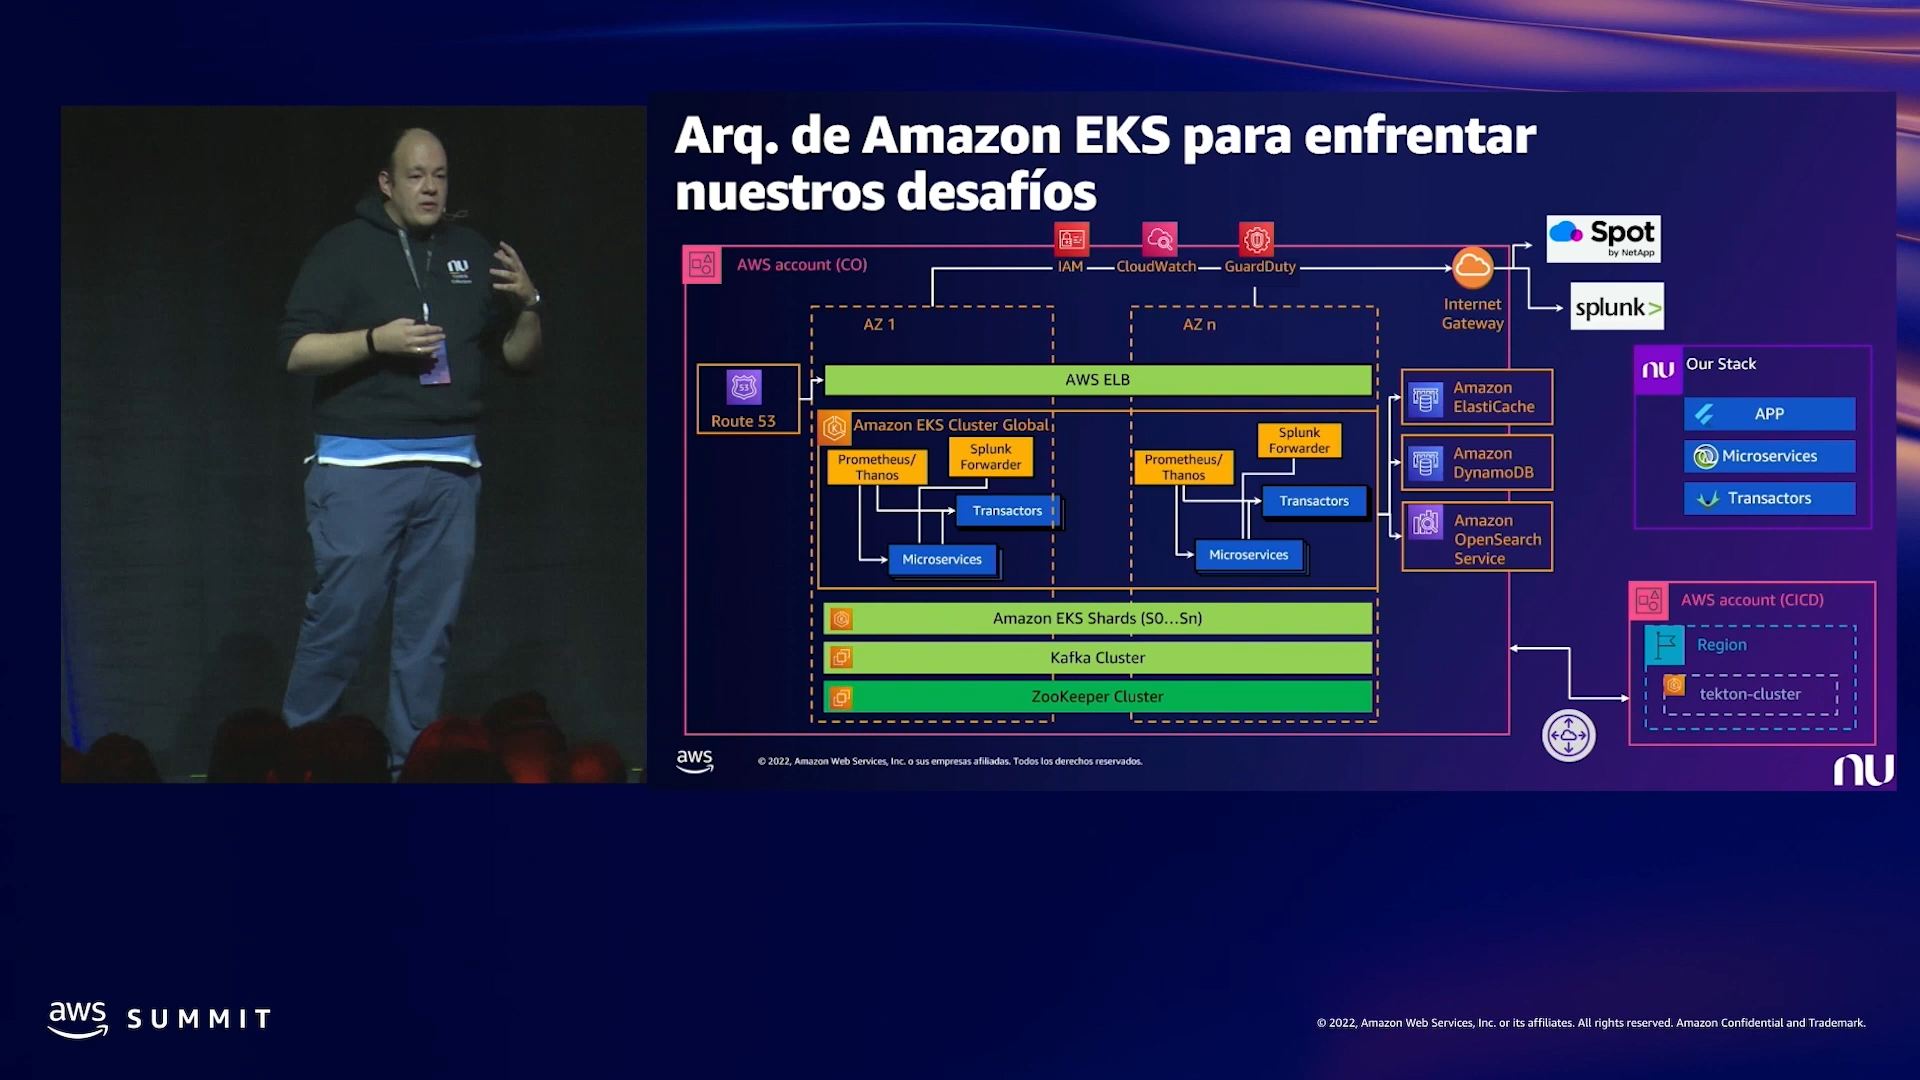 Arq. de Amazon EKS para enfrentar
nuestros desafíos
AWS account (CO)
IAM
CloudWatch
GuardDuty
Internet
Gateway
Spot
by NetApp
splunk>
AZ 1
AZ n
Route 53
AWS ELB
Amazon EKS Cluster Global
Prometheus/
Thanos
Splunk
Forwarder
Transactors
Microservices
Prometheus/
Thanos
Splunk
Forwarder
Transactors
Microservices
Amazon
ElastiCache
Amazon
DynamoDB
Amazon
OpenSearch
Service
Amazon EKS Shards (S0...Sn)
Kafka Cluster
ZooKeeper Cluster
nu
Our Stack
APP
Microservices
Transactors
AWS account (CICD)
Region
tekton-cluster
aws
© 2022, Amazon Web Services, Inc. o sus empresas afiliadas. Todos los derechos reservados.
nu
nu
53
aws SUMMIT
© 2022, Amazon Web Services, Inc. or its affiliates. All rights reserved. Amazon Confidential and Trademark.